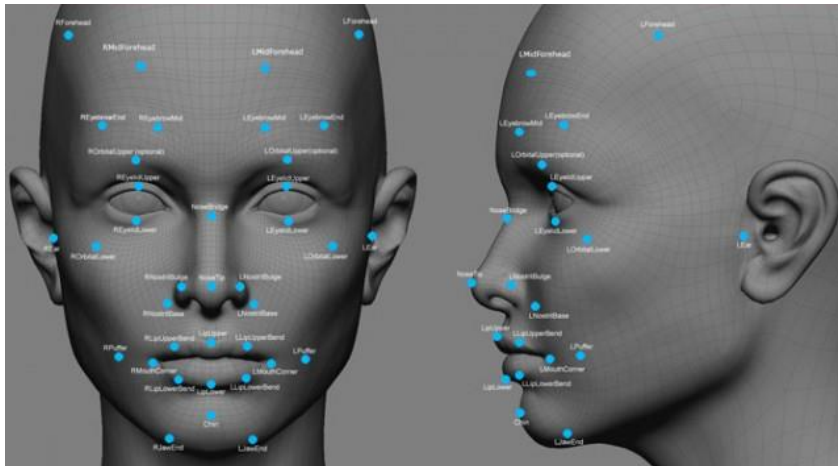 RForehead
LForehead
RMidForehead
LMidForehead
REyebrowEnd
REyebrowMid
LEyebrowMid
LEyebrowEnd
ROrbitalUpper(optional)
LOrbitalUpper(optional)
REyelidUpper
LEyelidUpper
NoseBridge
REyelidLower
LEyelidLower
REar
LEar
ROrbitalLower
LOrbitalLower
RNostrilBulge
NoseTip
LNostrilBulge
RNostrilBase
LNostrilBase
LipUpper
RLipUpperBend
LLipUpperBend
RPuffer
LPuffer
RMouthCorner
LMouthCorner
RLipLowerBend
LLipLowerBend
LipLower
Chin
RJawEnd
LJawEnd
LForehead
LMidForehead
LEyebrowEnd
LEyebrowMid
LOrbitalUpper(optional)
LEyelidUpper
NoseBridge
LEyelidLower
LOrbitalLower
LEar
NoseTip
LNostrilBulge
LNostrilBase
LipUpper
LLipUpperBend
LPuffer
LMouthCorner
LipLower
LLipLowerBend
Chin
LJawEnd